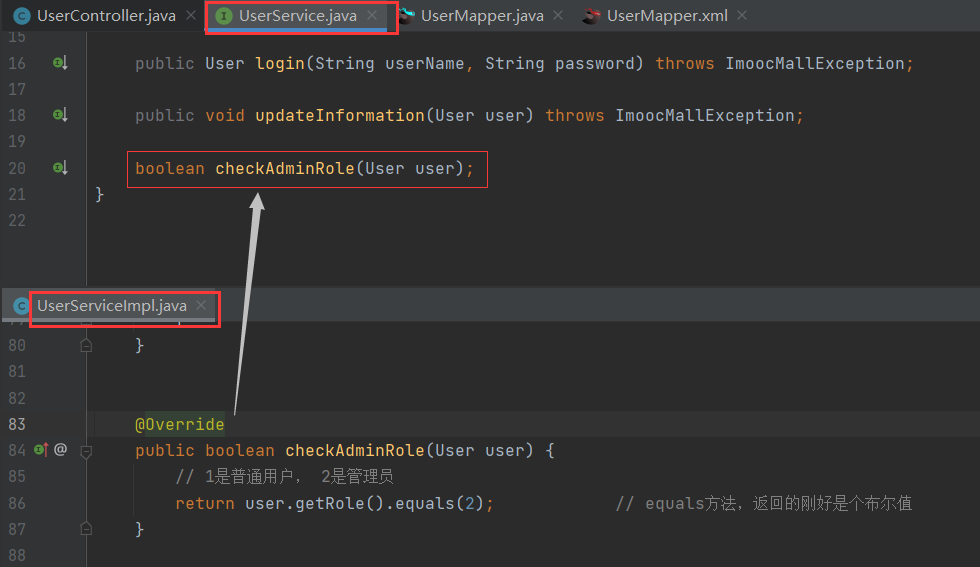 UserController.java UserService.java UserMapper.java UserMapper.xml
15
16 public User login(String userName, String password) throws ImoocMallException;
17
18 public void updateInformation(User user) throws ImoocMallException;
19
20 boolean checkAdminRole(User user);
21 }
22
UserServiceImpl.java
80 }
81
82
83 @Override
84 public boolean checkAdminRole(User user) {
85 // 1是普通用户， 2是管理员
86 return user.getRole().equals(2); // equals方法，返回的刚好是个布尔值
87 }
88